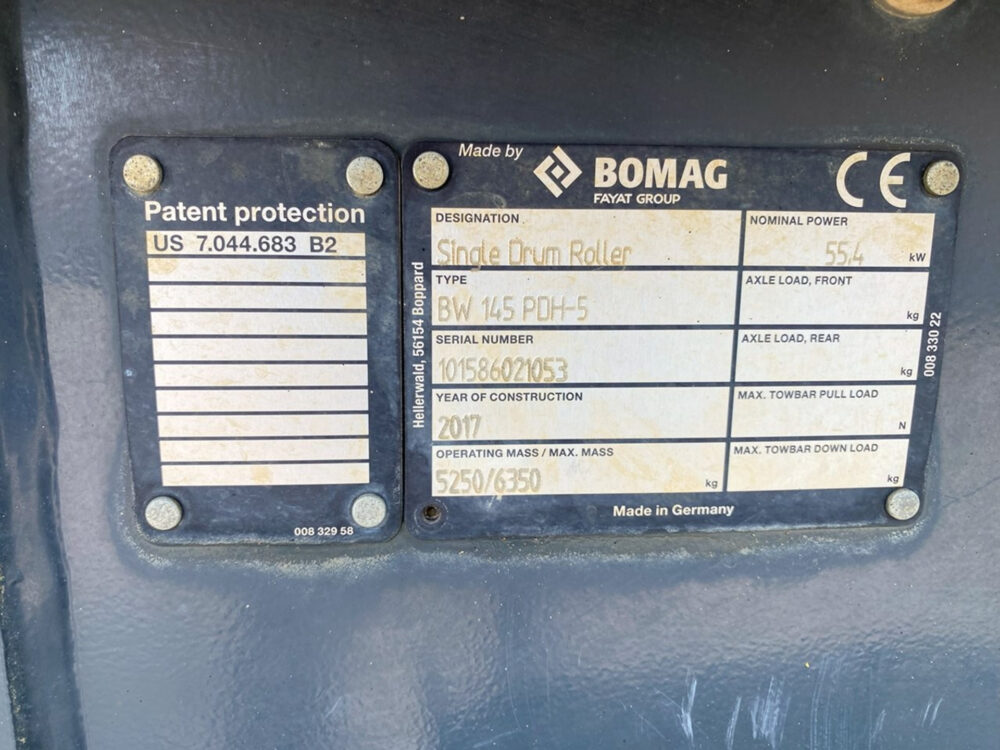 Patent protection
US 7.044.683 B2
008 329 58
Made by
BOMAG
FAYAT GROUP
CE
Hellerwald, 56154 Boppard
DESIGNATION
Single Drum Roller
NOMINAL POWER
55,4 kW
TYPE
BW 145 PDH-5
AXLE LOAD, FRONT
kg
SERIAL NUMBER
101586021053
AXLE LOAD, REAR
kg
YEAR OF CONSTRUCTION
2017
MAX. TOWBAR PULL LOAD
N
OPERATING MASS / MAX. MASS
5250/6350 kg
MAX. TOWBAR DOWN LOAD
kg
008 330 22
Made in Germany